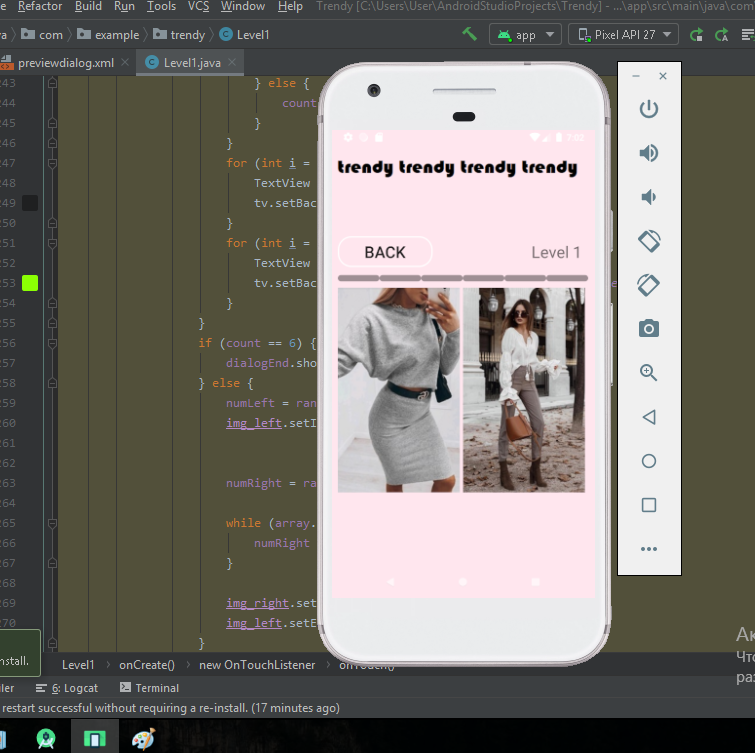 e Refactor Build Run Tools VCS Window Help Trendy [C:\Users\User\AndroidStudioProjects\Trendy] - ...\app\src\main\java\com
com example trendy Level1 app Pixel API 27
previewdialog.xml Level1.java
243 } else {
244 count
245 }
246 }
247 for (int i =
248 TextView
249 tv.setBac
250 }
251 for (int i =
252 TextView
253 tv.setBac
254 }
255 }
256 if (count == 6) {
257 dialogEnd.sho
258 } else {
259 numLeft = ran
260 img_left.setI
261
262
263 numRight = ra
264
265 while (array.
266 numRight
267 }
268
269 img_right.set
270 img_left.setE
}
7:02
trendy trendy trendy trendy
BACK Level 1
nstall.
Level1 onCreate() new OnTouchListener onTouch()
ler 6: Logcat Terminal
restart successful without requiring a re-install. (17 minutes ago)
Ак
Что
раз